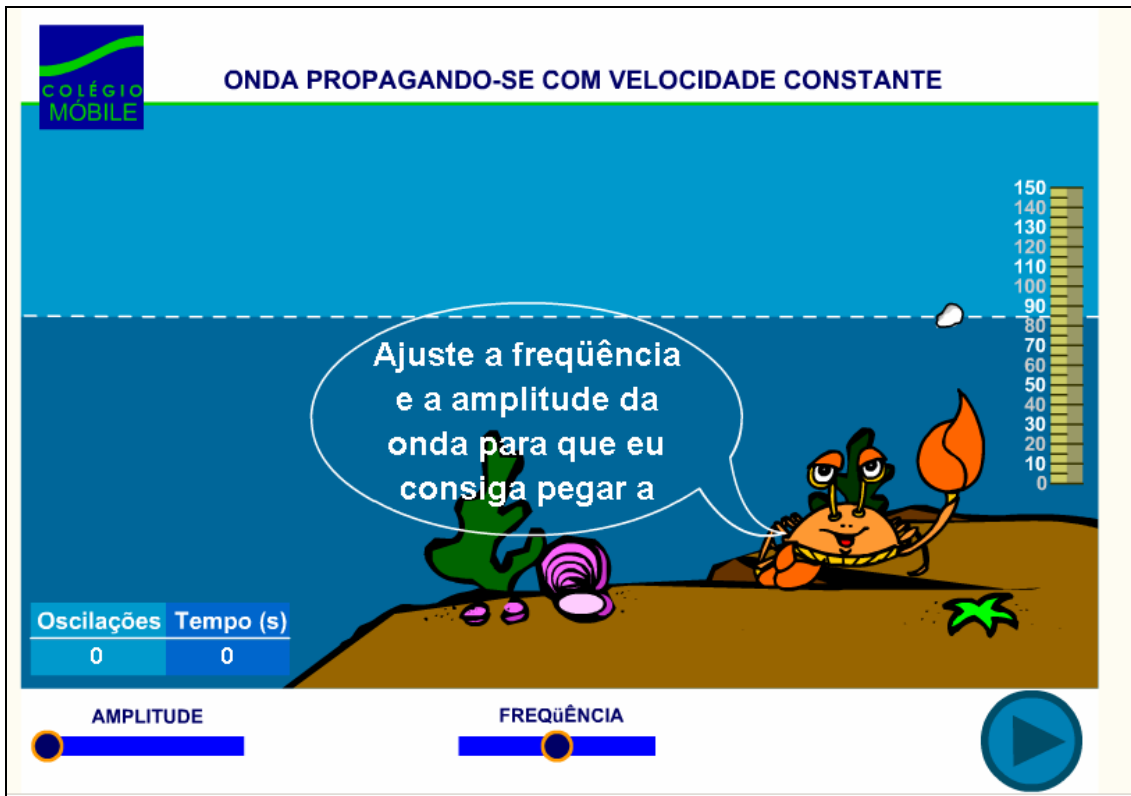 COLÉGIO
MÓBILE
ONDA PROPAGANDO-SE COM VELOCIDADE CONSTANTE
150
140
130
120
110
100
90
80
70
60
50
40
30
20
10
0
Ajuste a freqüência
e a amplitude da
onda para que eu
consiga pegar a
Oscilações Tempo (s)
0 0
AMPLITUDE FREQüÊNCIA